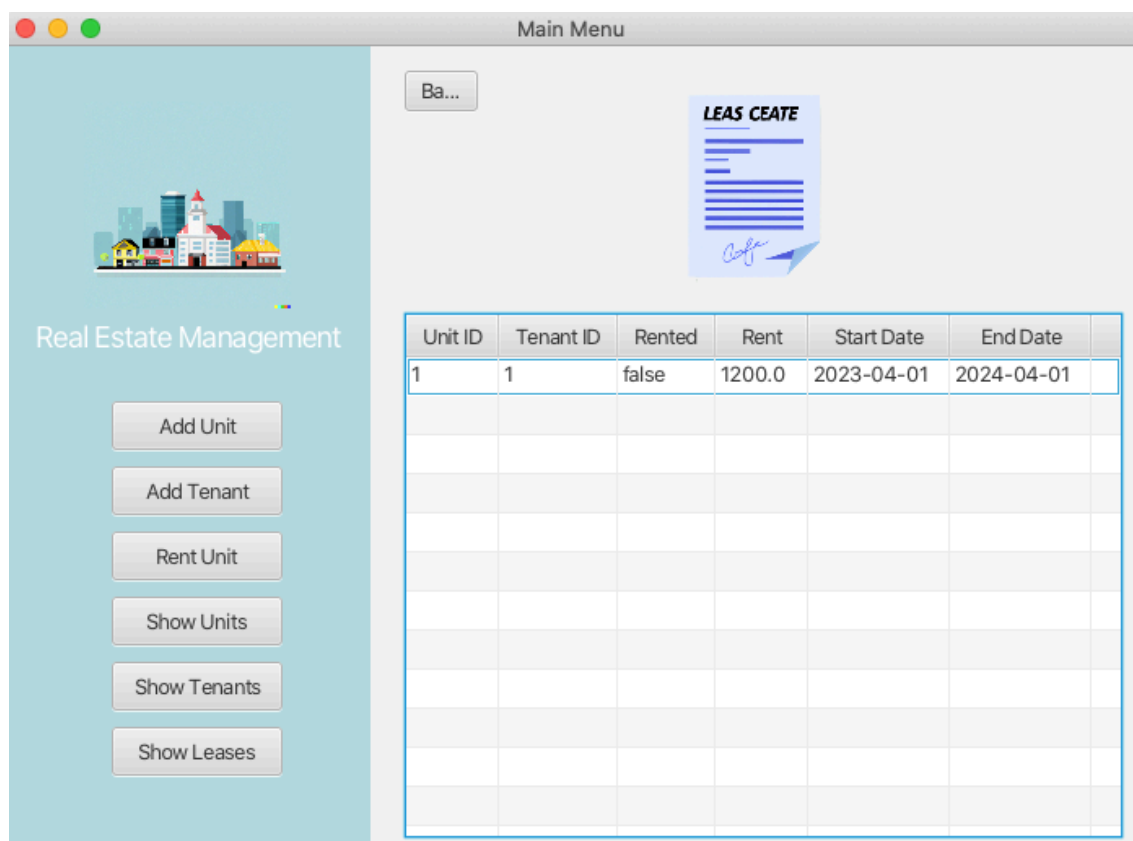 Main Menu
Real Estate Management
Add Unit
Add Tenant
Rent Unit
Show Units
Show Tenants
Show Leases
Ba...
LEAS CEATE
Unit ID Tenant ID Rented Rent Start Date End Date
1 1 false 1200.0 2023-04-01 2024-04-01